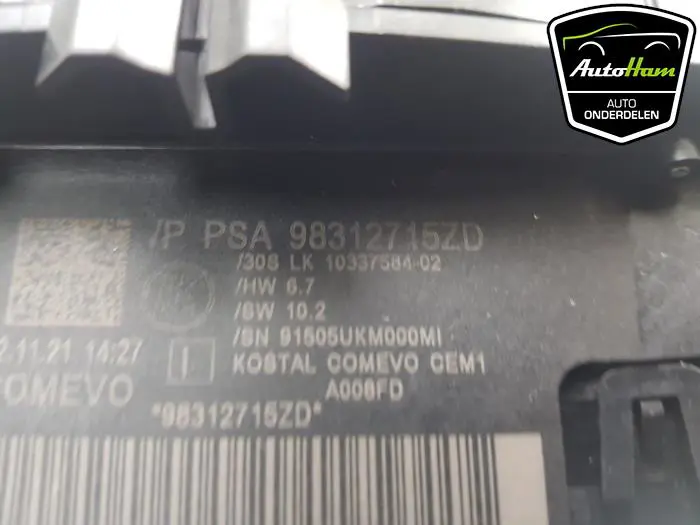 AutoHam
AUTO
ONDERDELEN
/P PSA 98312715ZD
/30S LK 10337584-02
/HW 6.7
/SW 10.2
/SN 91505UKM000MI
2.11.21 14:27
KOSTAL COMEVO CEM1
COMEVO
A008FD
*98312715ZD*